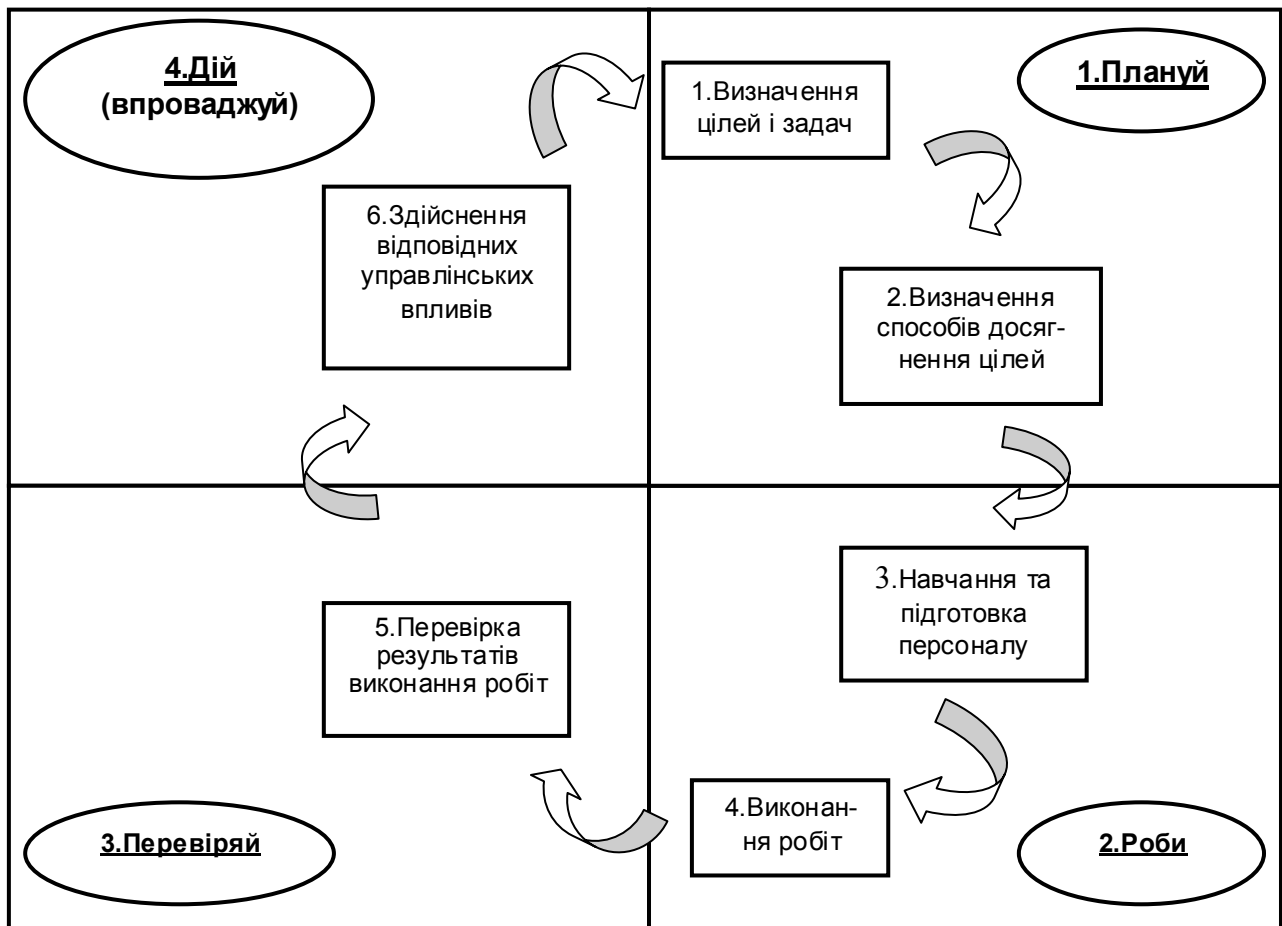 4.Дій
(впроваджуй)
1.Плануй
1.Визначення
цілей і задач
6.Здійснення
відповідних
управлінських
впливів
2.Визначення
способів досяг-
нення цілей
3.Навчання та
підготовка
персоналу
5.Перевірка
результатів
виконання робіт
4.Виконан-
ня робіт
3.Перевіряй
2.Роби